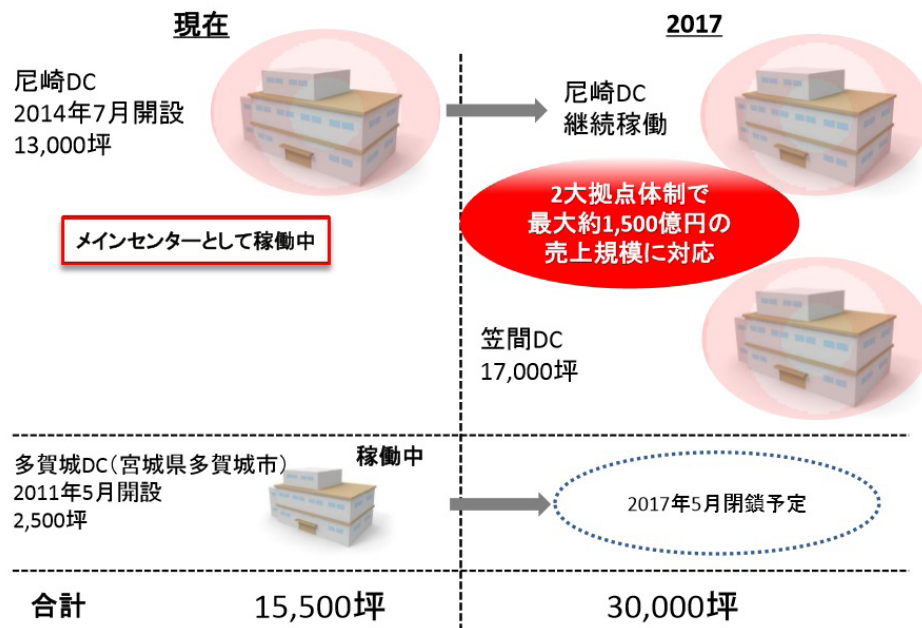 現在
2017
尼崎DC
2014年7月開設
13,000坪
尼崎DC
継続稼働
メインセンターとして稼働中
2大拠点体制で
最大約1,500億円の
売上規模に対応
笠間DC
17,000坪
多賀城DC(宮城県多賀城市)
2011年5月開設
2,500坪
稼働中
2017年5月閉鎖予定
合計
15,500坪
30,000坪